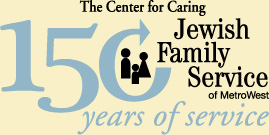 The Center for Caring
150
Jewish
Family
Service
of MetroWest
years of service